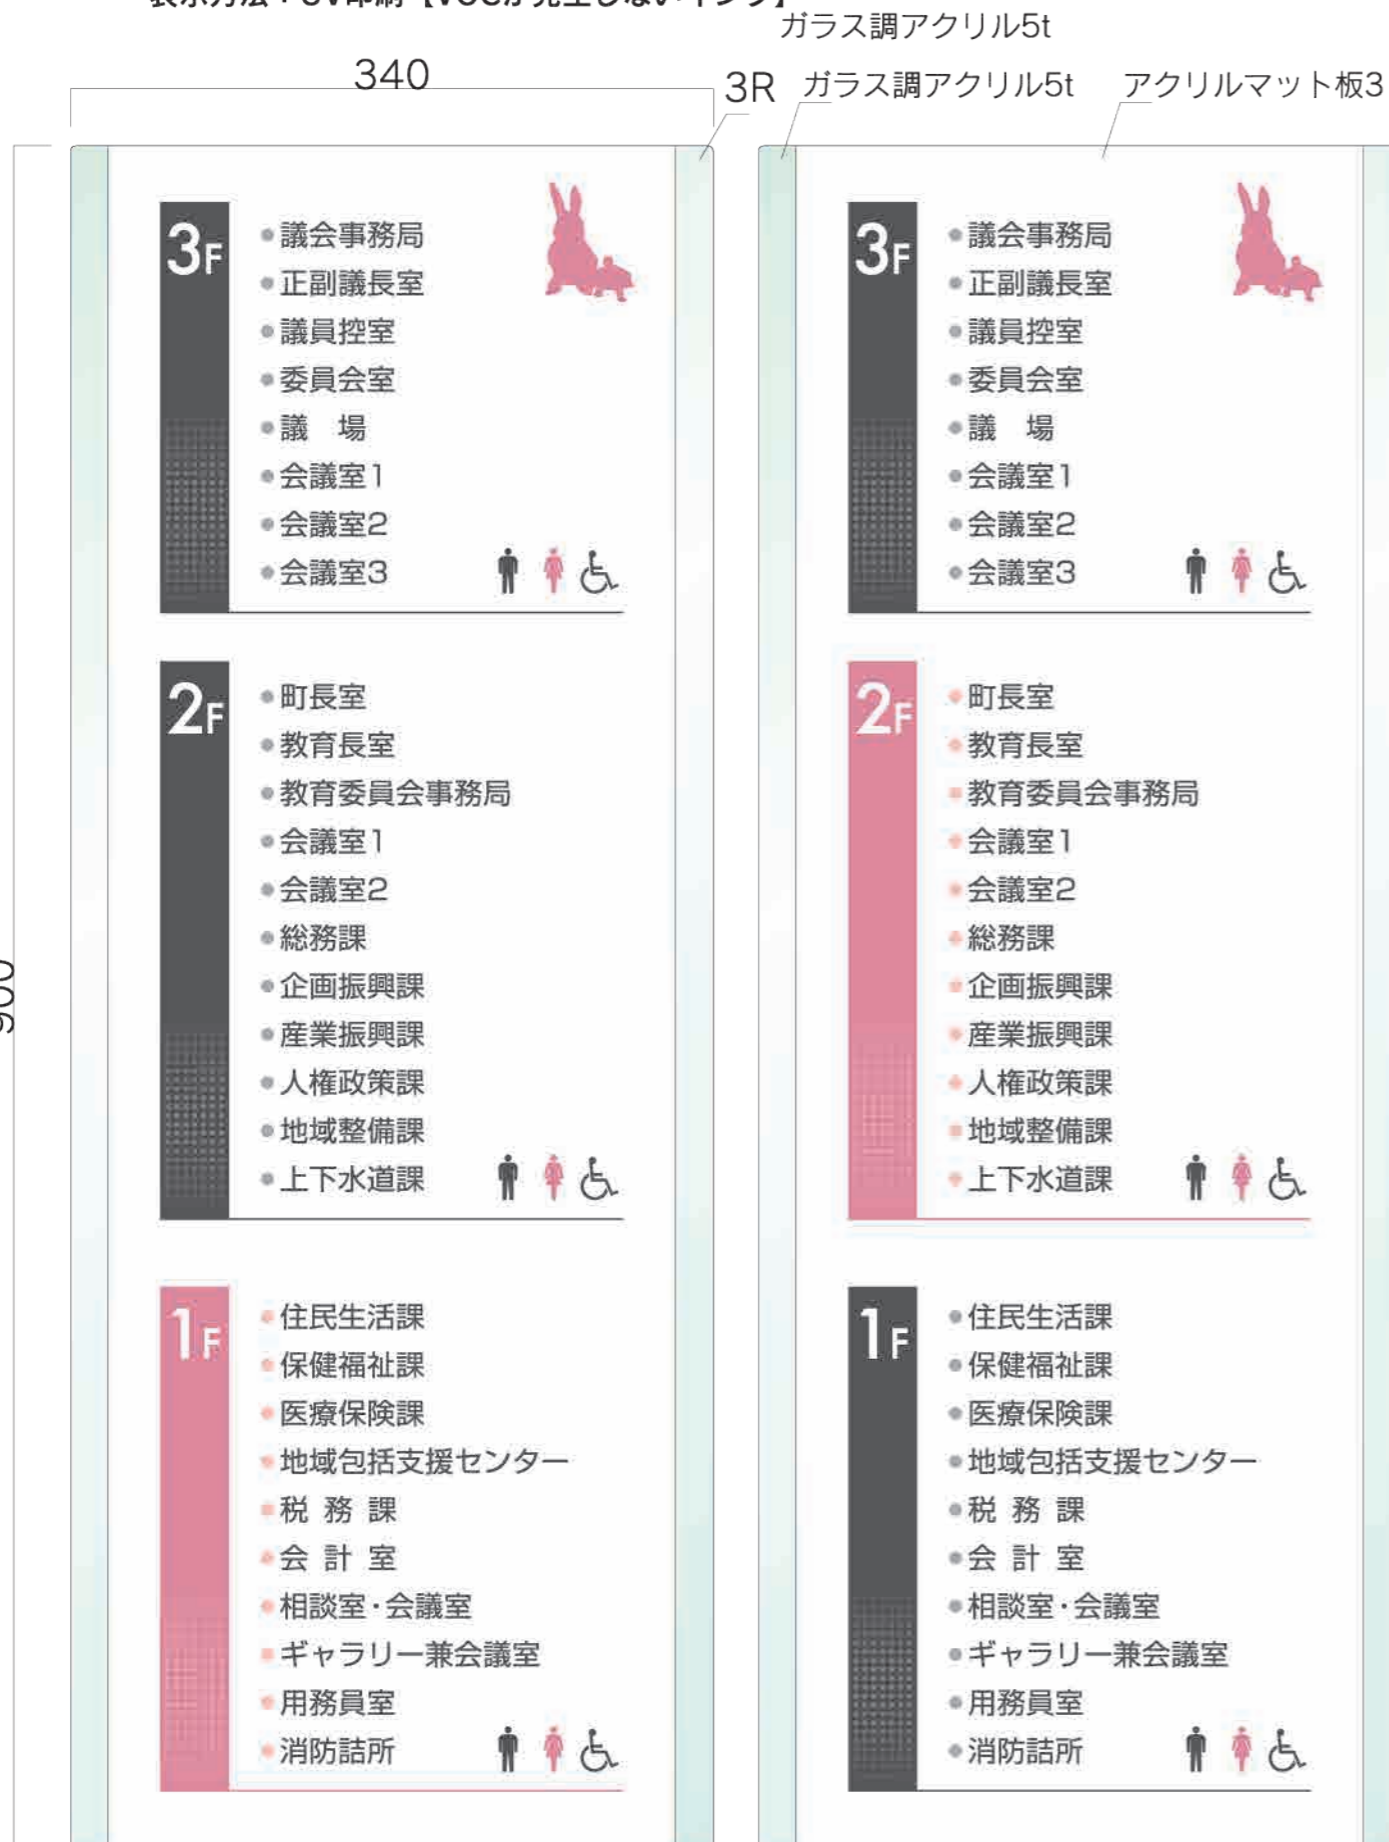 ガラス調アクリル5t
340
3R
ガラス調アクリル5t
アクリルマット板3
900
3F
議会事務局
正副議長室
議員控室
委員会室
議 場
会議室1
会議室2
会議室3
2F
町長室
教育長室
教育委員会事務局
会議室1
会議室2
総務課
企画振興課
産業振興課
人権政策課
地域整備課
上下水道課
1F
住民生活課
保健福祉課
医療保険課
地域包括支援センター
税 務 課
会 計 室
相談室・会議室
ギャラリー兼会議室
用務員室
消防詰所
3F
議会事務局
正副議長室
議員控室
委員会室
議 場
会議室1
会議室2
会議室3
2F
町長室
教育長室
教育委員会事務局
会議室1
会議室2
総務課
企画振興課
産業振興課
人権政策課
地域整備課
上下水道課
1F
住民生活課
保健福祉課
医療保険課
地域包括支援センター
税 務 課
会 計 室
相談室・会議室
ギャラリー兼会議室
用務員室
消防詰所